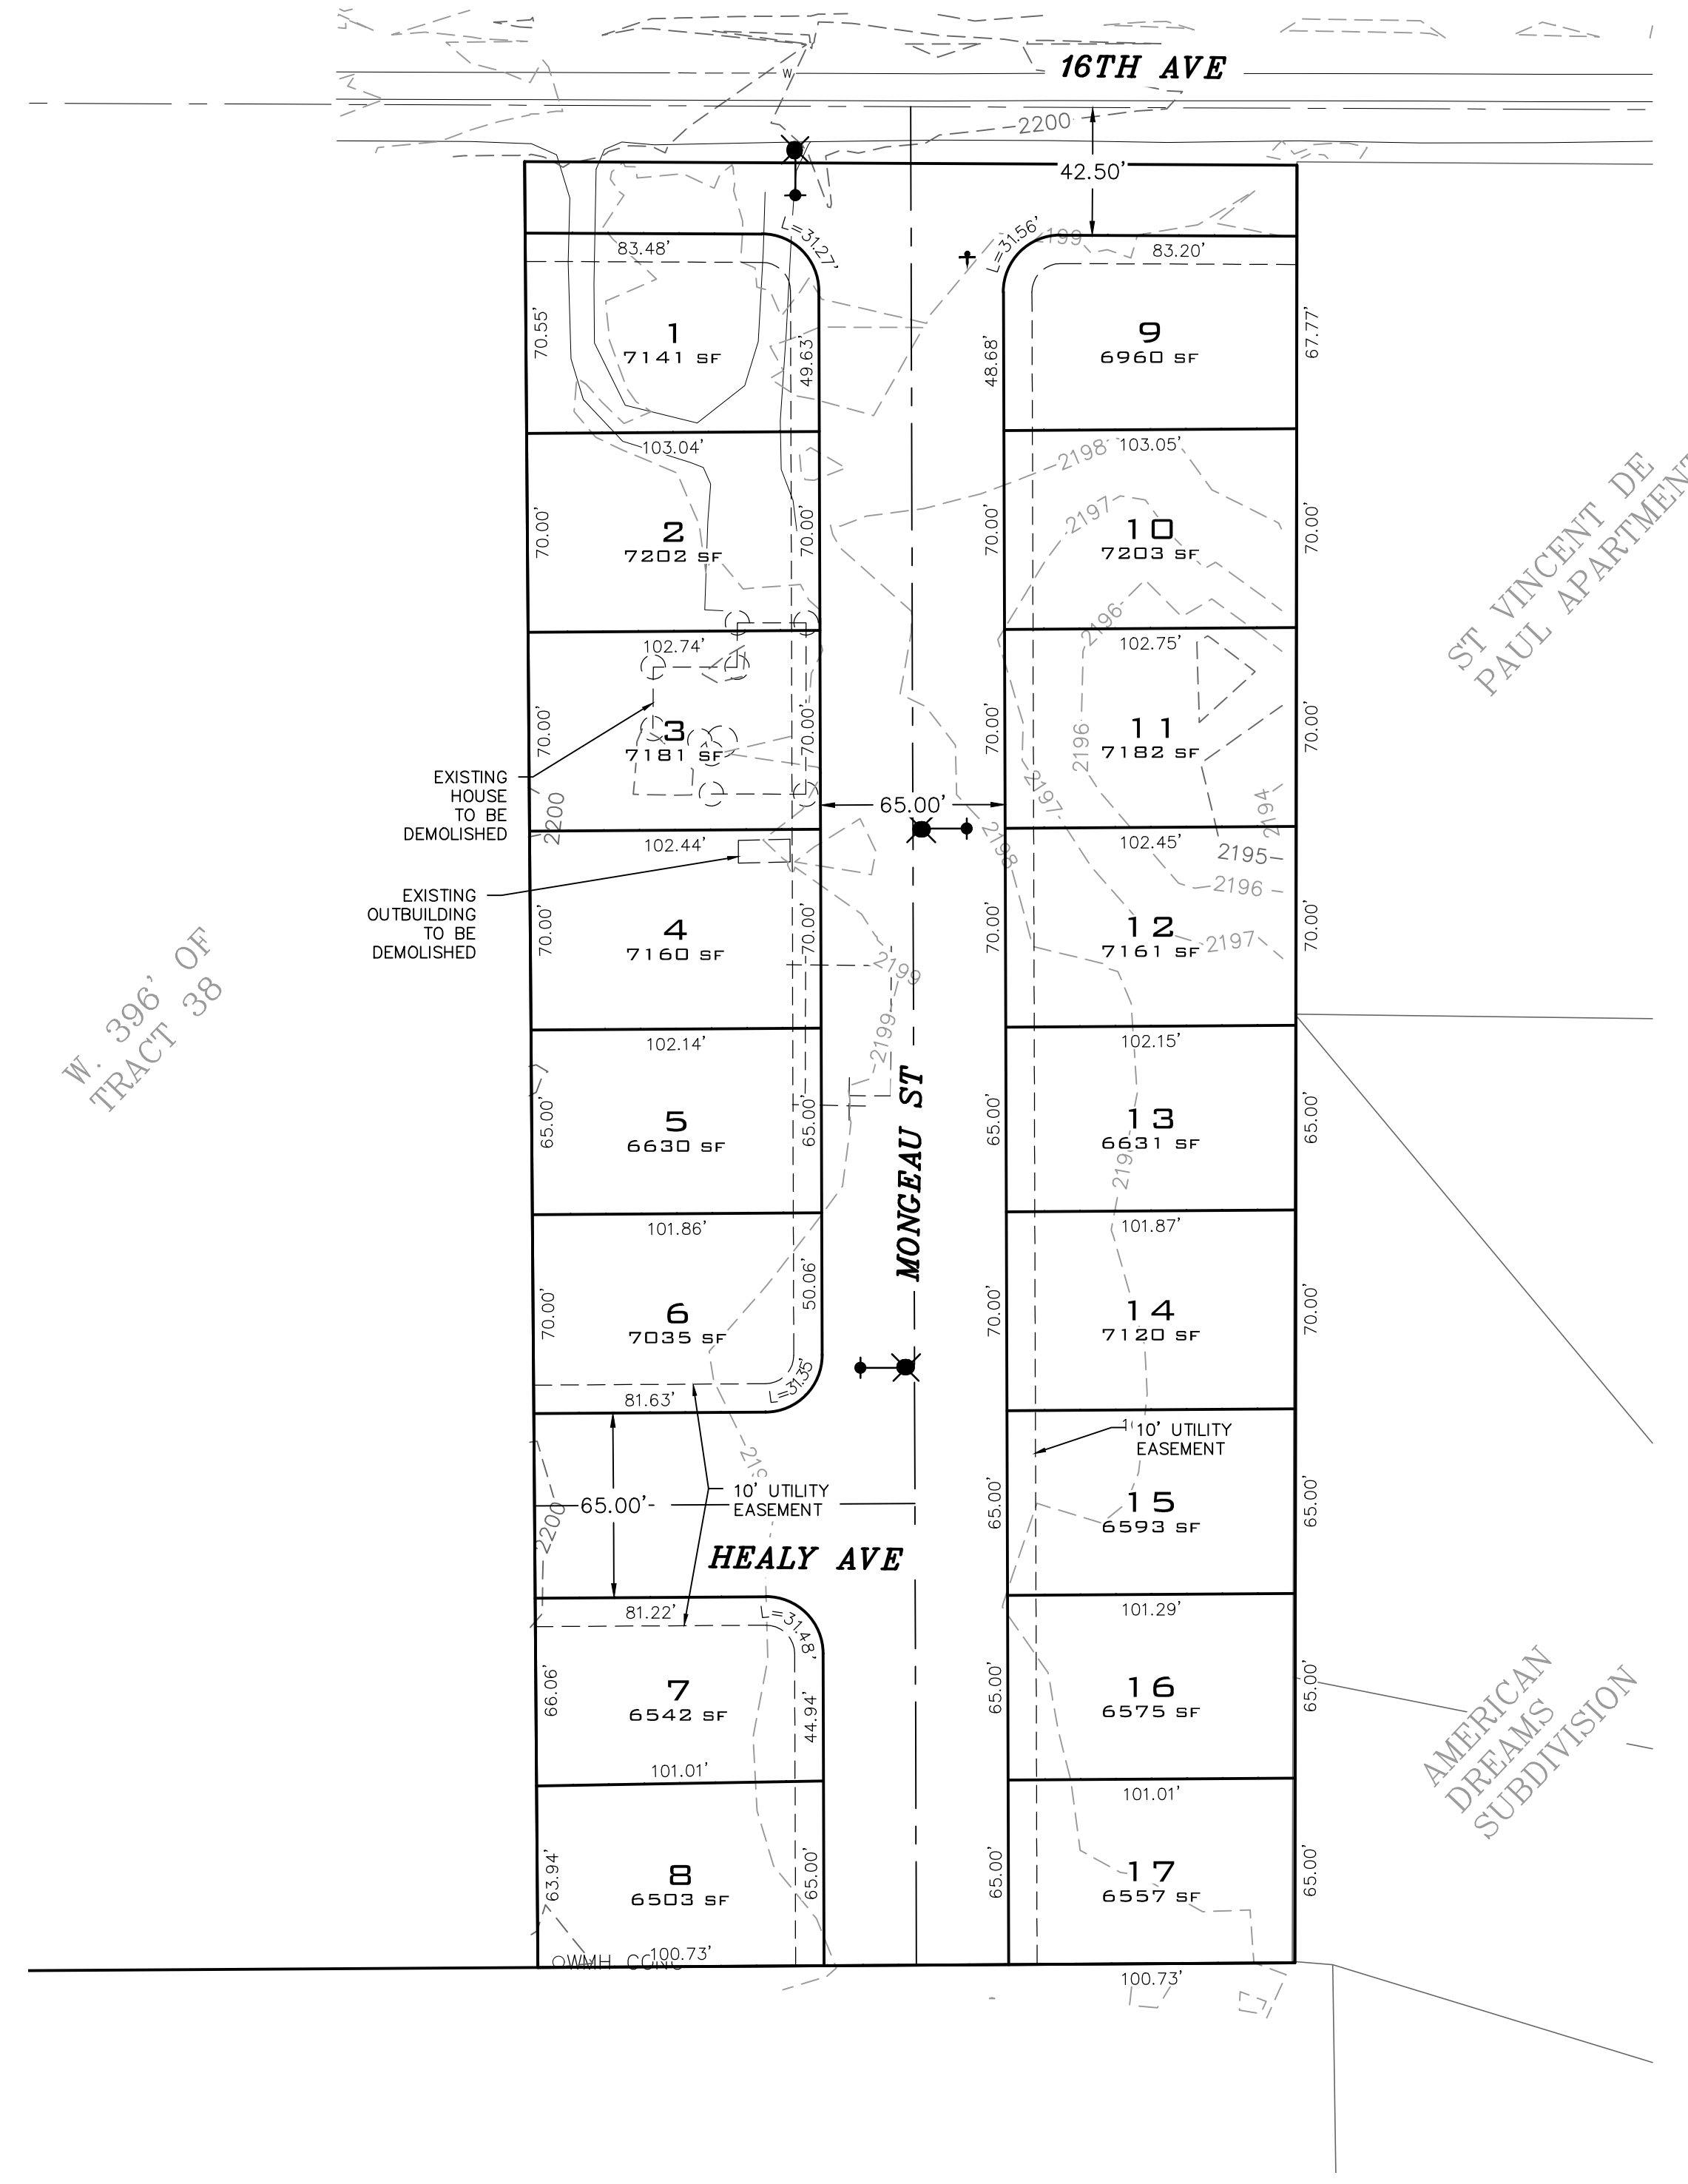 16TH AVE
W
2200
42.50'
L=31.27'
L=31.56'
2199
83.48'
83.20'
70.55'
1
7141 SF
49.63'
48.68'
9
6960 SF
67.77'
103.04'
103.05'
2198
2197
70.00'
2
7202 SF
70.00'
70.00'
10
7203 SF
70.00'
ST VINCENT DE
2196
102.74'
102.75'
70.00'
3
7181 SF
70.00'
70.00'
2196
11
7182 SF
70.00'
EXISTING
HOUSE
TO BE
DEMOLISHED
2200
65.00'
2197
2194
2198
102.44'
102.45'
2195
2196
EXISTING
OUTBUILDING
TO BE
DEMOLISHED
70.00'
4
7160 SF
70.00'
70.00'
12
7161 SF
2197
70.00'
2199
W. 396' OF
TRACT 38
2199
102.14'
102.15'
65.00'
5
6630 SF
65.00'
MONGEAU ST
65.00'
13
6631 SF
65.00'
101.86'
101.87'
70.00'
6
7035 SF
50.06'
70.00'
14
7120 SF
70.00'
L=31.35'
81.63'
10' UTILITY
EASEMENT
2200
65.00'
10' UTILITY
EASEMENT
65.00'
15
6593 SF
65.00'
HEALY AVE
81.22'
L=31.48'
101.29'
66.06'
7
6542 SF
44.94'
65.00'
16
6575 SF
65.00'
AMERICAN
DREAMS
SUBDIVISION
101.01'
101.01'
63.94'
8
6503 SF
65.00'
65.00'
17
6557 SF
65.00'
WMH
100.73'
100.73'